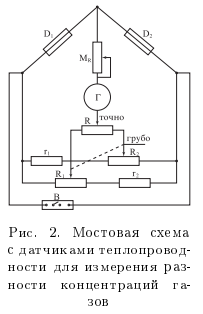 D₁
D₂
M_R
Г
точно
R
грубо
r₁
R₂
R₁
r₂
B
Рис. 2. Мостовая схема
с датчиками теплопровод-
ности для измерения раз-
ности концентраций га-
зов